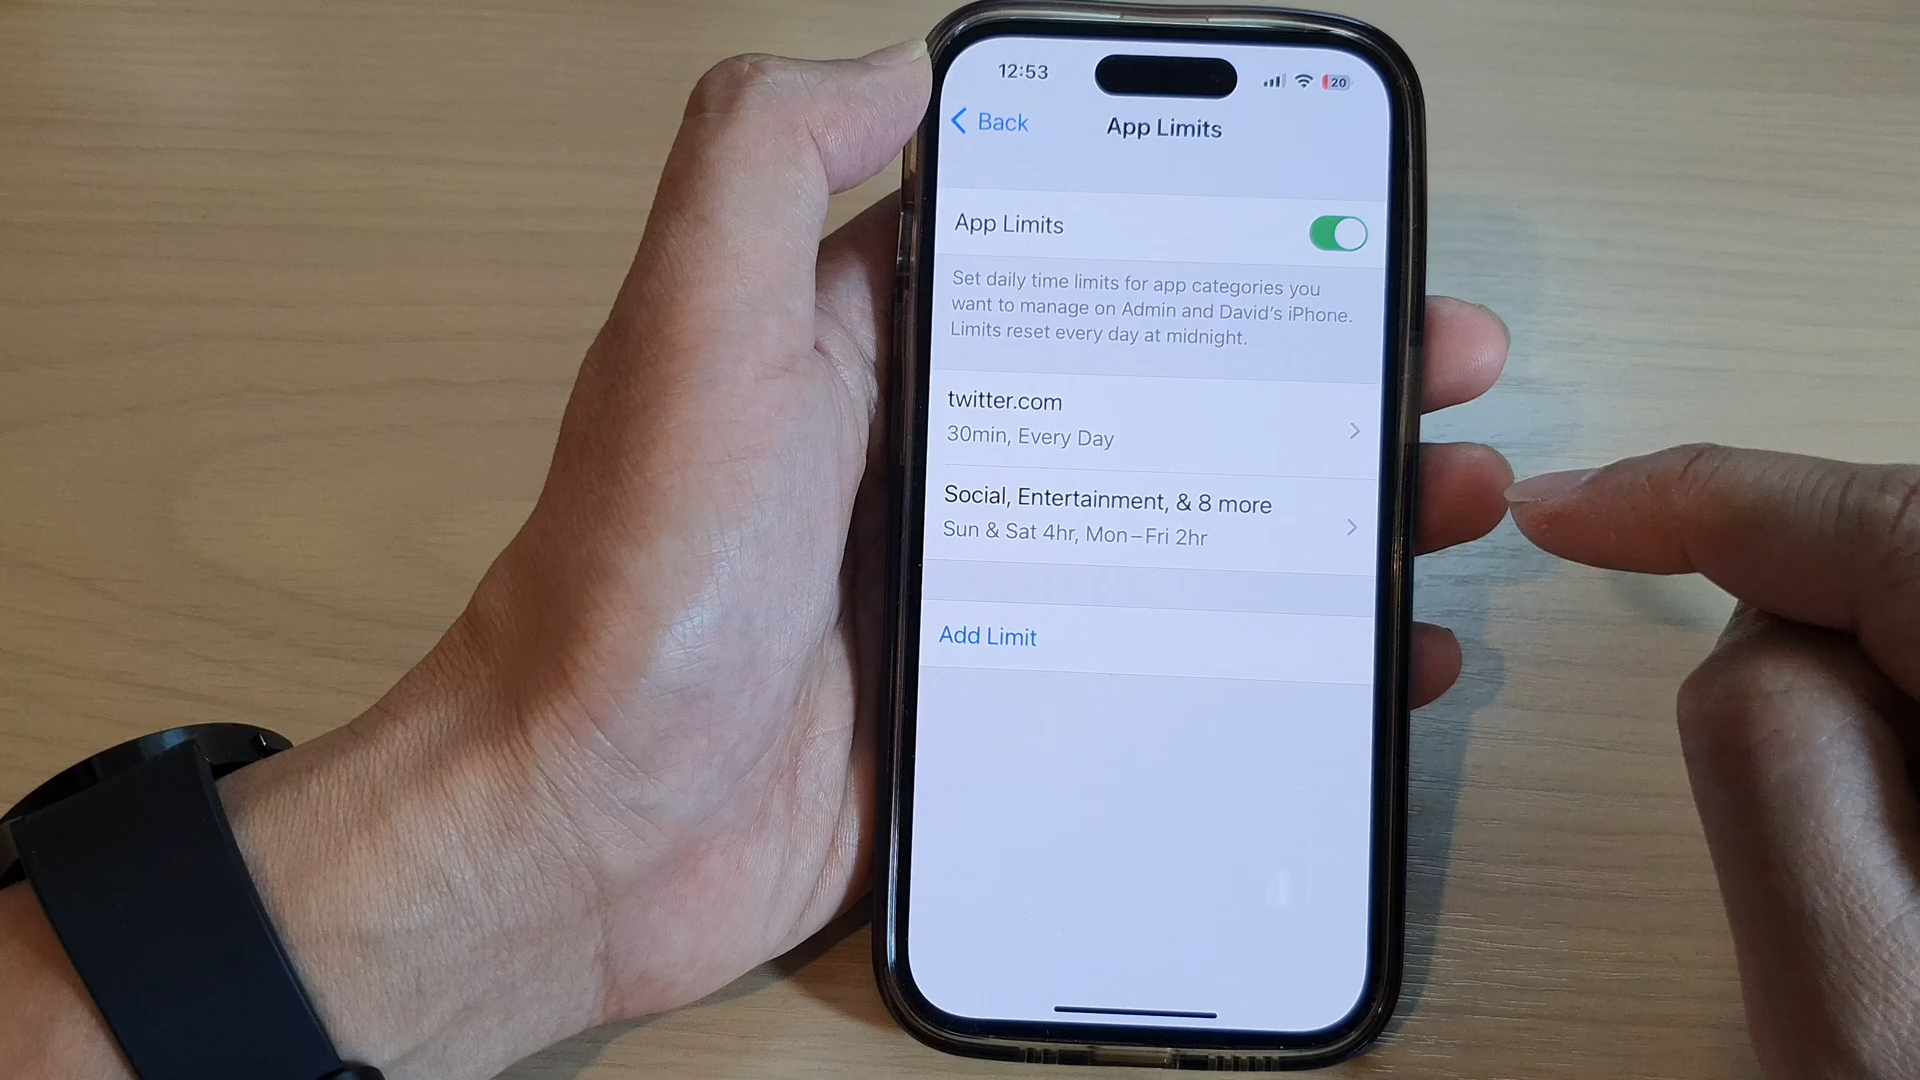 12:53
20
Back
App Limits
App Limits
Set daily time limits for app categories you
want to manage on Admin and David's iPhone.
Limits reset every day at midnight.
twitter.com
30min, Every Day
Social, Entertainment, & 8 more
Sun & Sat 4hr, Mon–Fri 2hr
Add Limit